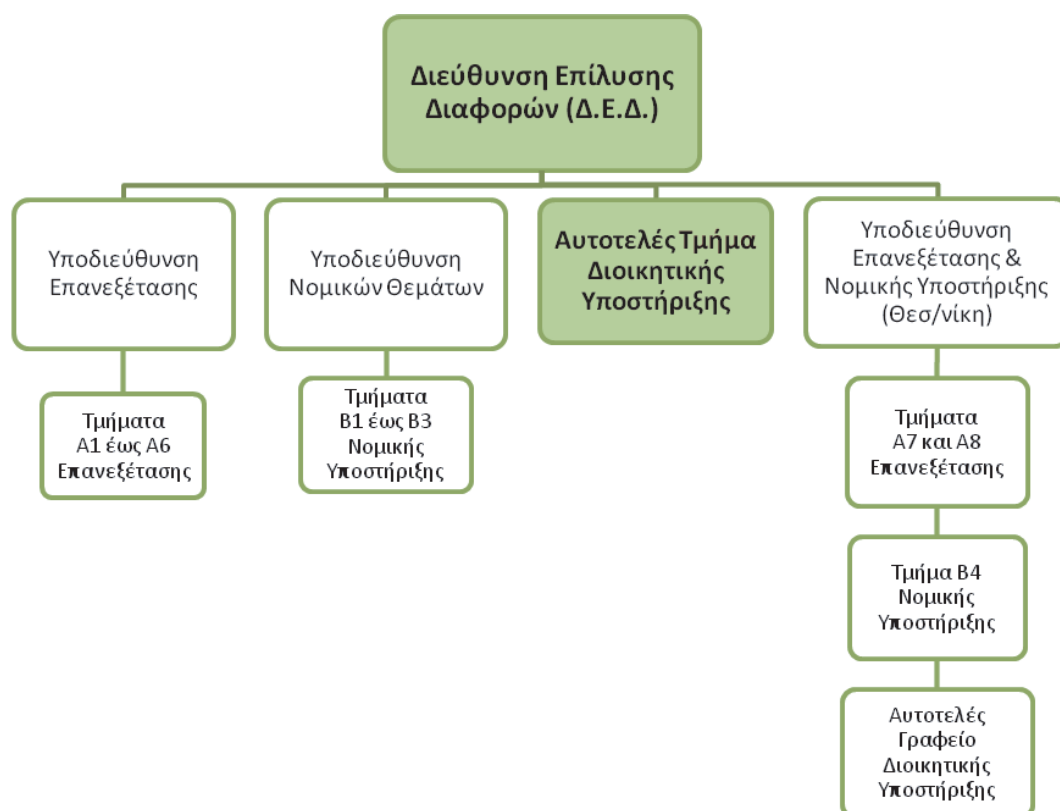 Διεύθυνση Επίλυσης
Διαφορών (Δ.Ε.Δ.)
Υποδιεύθυνση
Επανεξέτασης
Υποδιεύθυνση
Νομικών Θεμάτων
Αυτοτελές Τμήμα
Διοικητικής
Υποστήριξης
Υποδιεύθυνση
Επανεξέτασης &
Νομικής Υποστήριξης
(Θεσ/νίκη)
Τμήματα
Α1 έως Α6
Επανεξέτασης
Τμήματα
Β1 έως Β3
Νομικής
Υποστήριξης
Τμήματα
Α7 και Α8
Επανεξέτασης
Τμήμα Β4
Νομικής
Υποστήριξης
Αυτοτελές
Γραφείο
Διοικητικής
Υποστήριξης